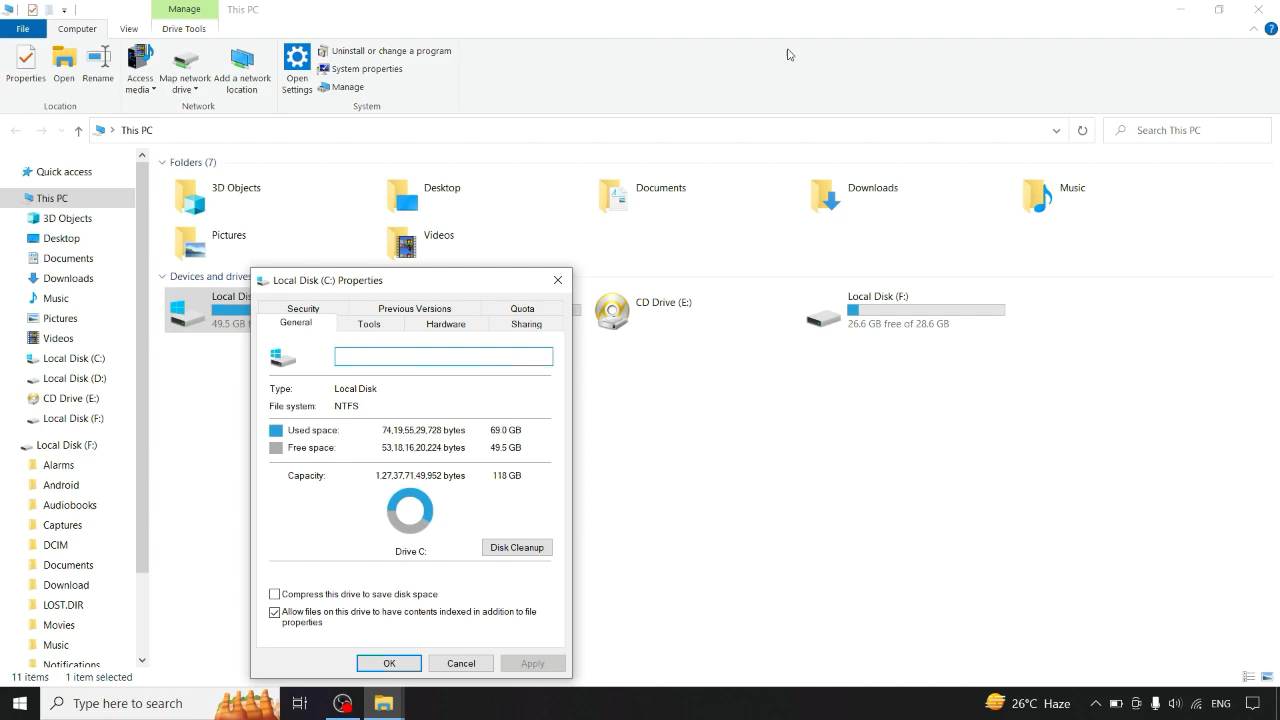 Manage
This PC
File
Computer
View
Drive Tools
Properties
Open
Rename
Access media
Map network drive
Add a network location
Open Settings
Uninstall or change a program
System properties
Manage
Location
Network
System
This PC
Search This PC
Quick access
This PC
3D Objects
Desktop
Documents
Downloads
Music
Pictures
Videos
Local Disk (C:)
Local Disk (D:)
CD Drive (E:)
Local Disk (F:)
Local Disk (F:)
Alarms
Android
Audiobooks
Captures
DCIM
Documents
Download
LOST.DIR
Movies
Music
Notifications
Folders (7)
3D Objects
Desktop
Documents
Downloads
Music
Pictures
Videos
Devices and drives
Local Dis
49.5 GB f
CD Drive (E:)
Local Disk (F:)
26.6 GB free of 28.6 GB
Local Disk (C:) Properties
Security
Previous Versions
Quota
General
Tools
Hardware
Sharing
Type: Local Disk
File system: NTFS
Used space: 74,19,55,29,728 bytes 69.0 GB
Free space: 53,18,16,20,224 bytes 49.5 GB
Capacity: 1,27,37,71,49,952 bytes 118 GB
Drive C:
Disk Cleanup
Compress this drive to save disk space
Allow files on this drive to have contents indexed in addition to file
properties
OK
Cancel
Apply
11 items
1 item selected
Type here to search
26°C Haze
ENG